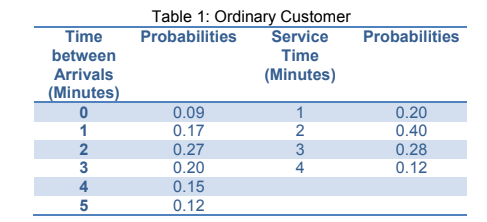 Table 1: Ordinary Customer
Time between Arrivals (Minutes) Probabilities Service Time (Minutes) Probabilities
0 0.09 1 0.20
1 0.17 2 0.40
2 0.27 3 0.28
3 0.20 4 0.12
4 0.15
5 0.12